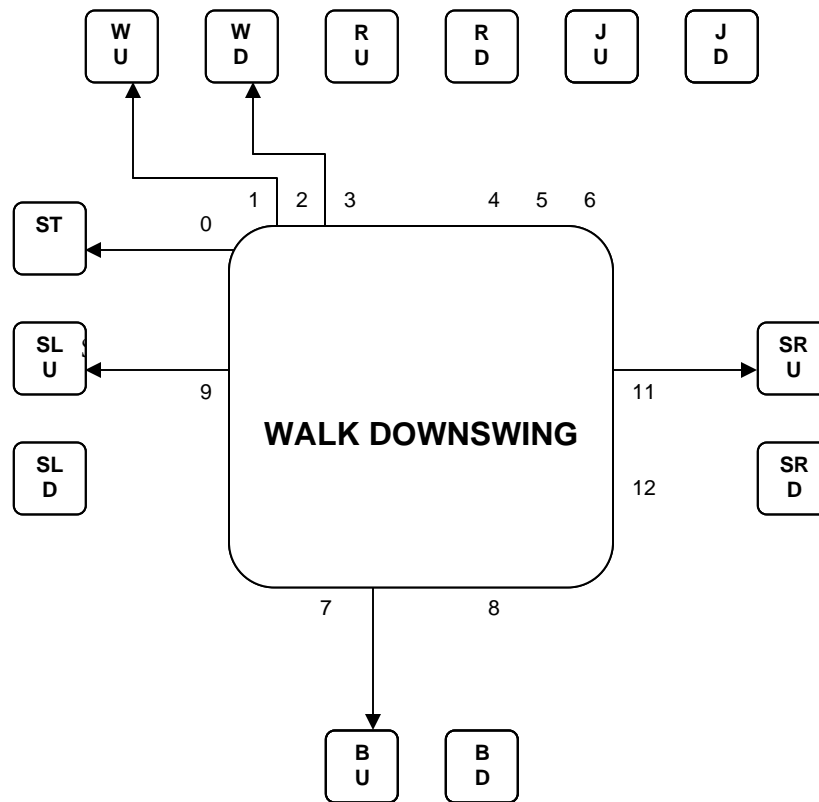 W W R R J J
U D U D U D
1 2 3 4 5 6
ST 0
SL SR
U U
9 11
WALK DOWNSWING
SL SR
D D
12
7 8
B B
U D